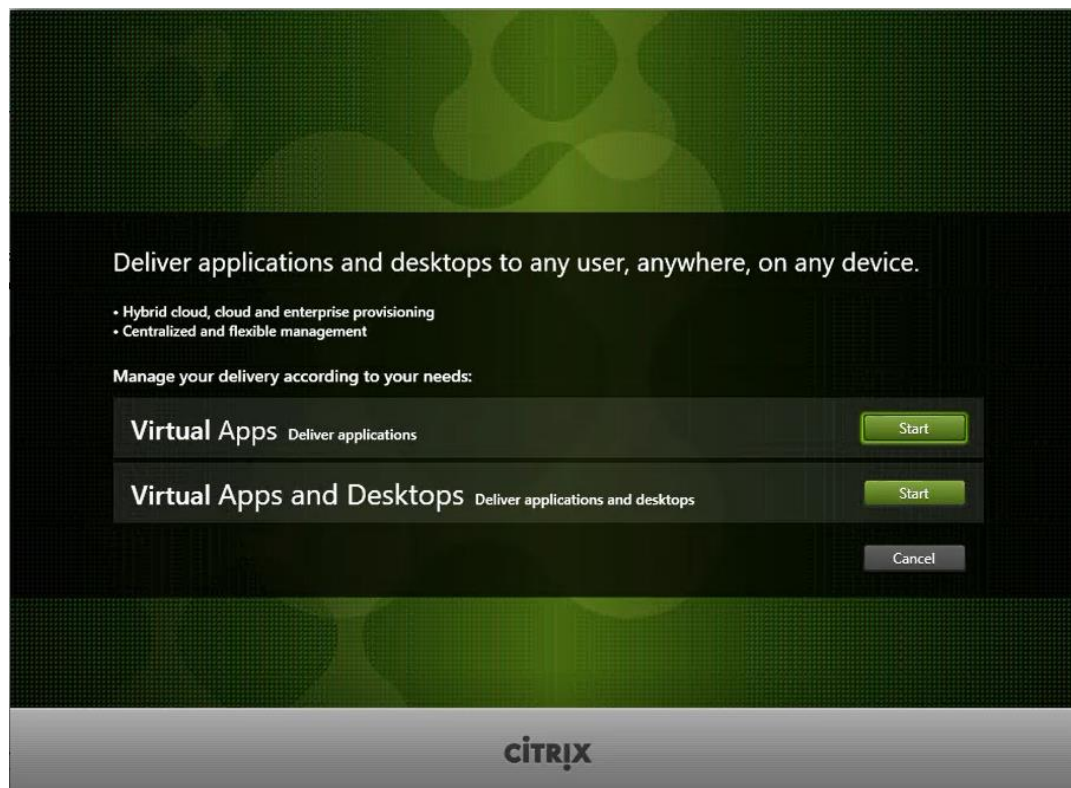 Deliver applications and desktops to any user, anywhere, on any device.
• Hybrid cloud, cloud and enterprise provisioning
• Centralized and flexible management
Manage your delivery according to your needs:
Virtual Apps Deliver applications Start
Virtual Apps and Desktops Deliver applications and desktops Start
Cancel
CİTRIX